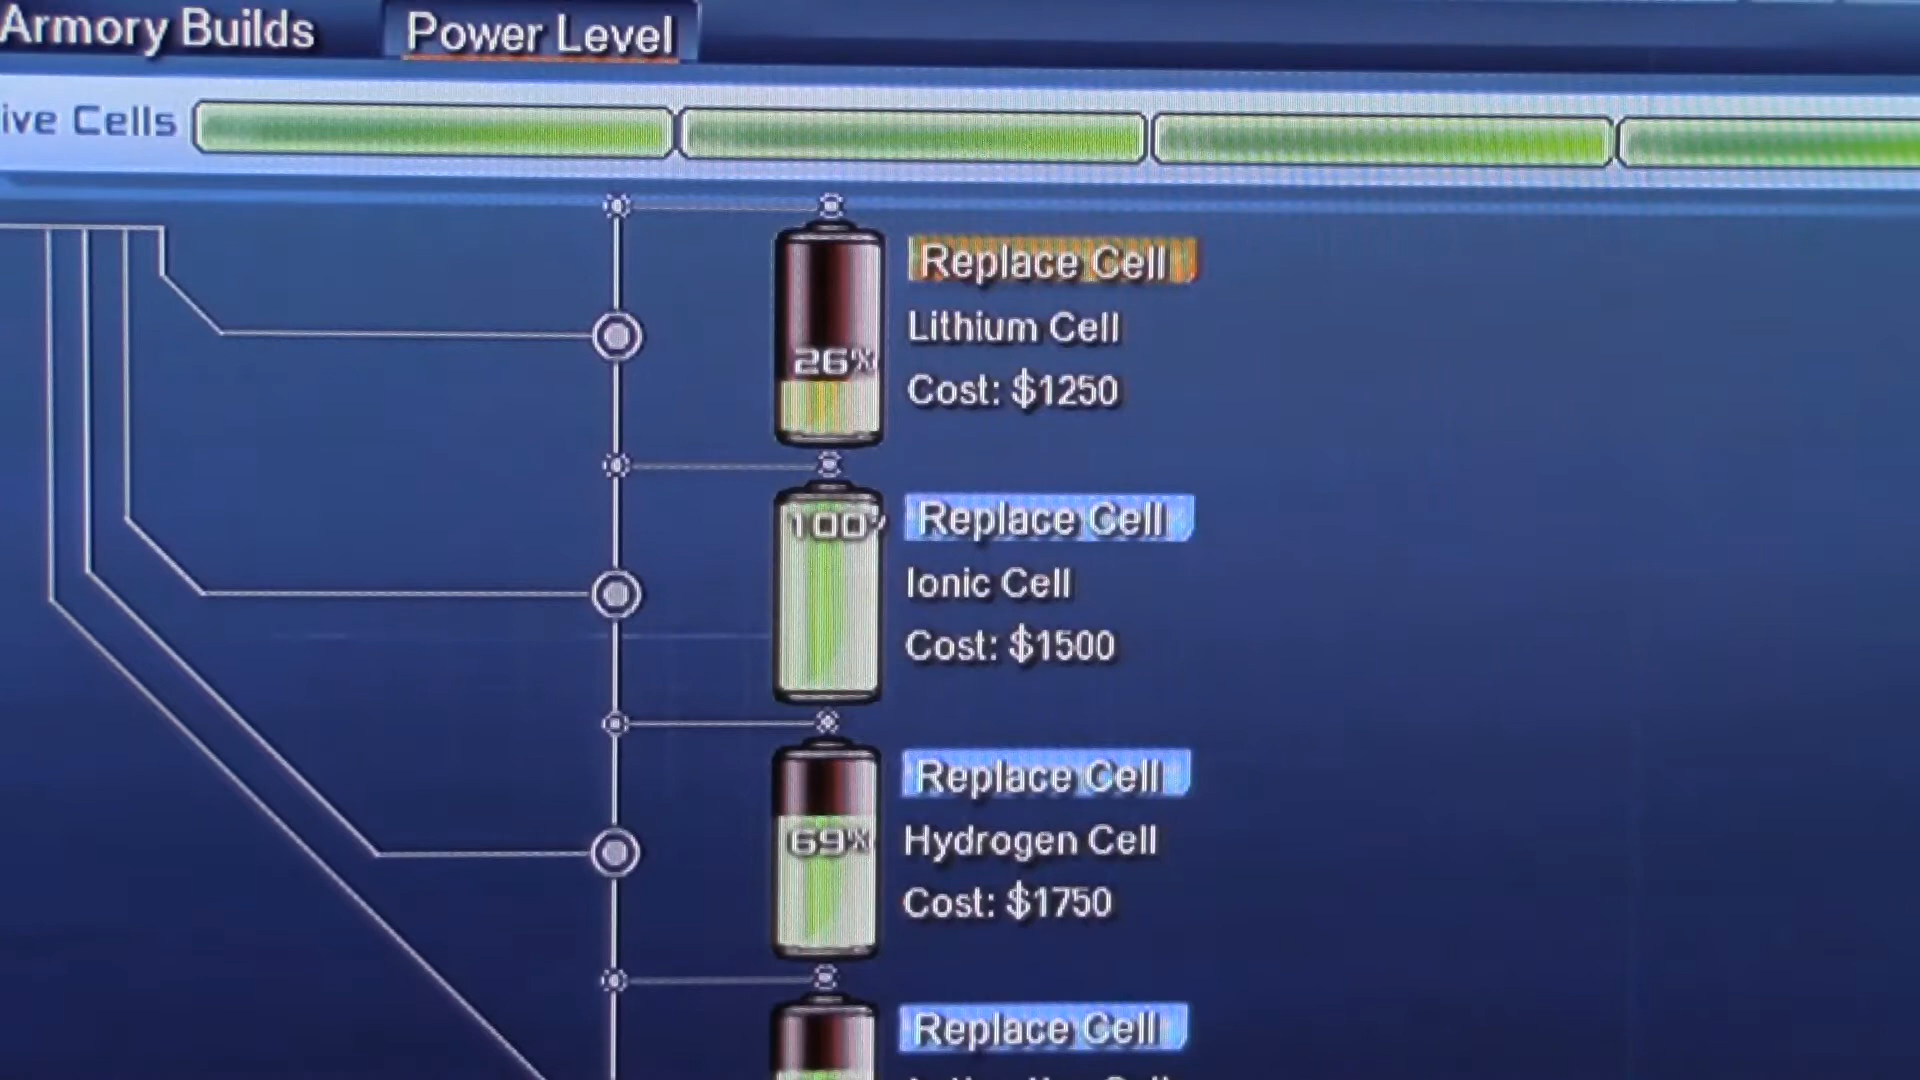 Armory Builds
Power Level
ive Cells
Replace Cell
26%
Lithium Cell
Cost: $1250
100%
Replace Cell
Ionic Cell
Cost: $1500
Replace Cell
69%
Hydrogen Cell
Cost: $1750
Replace Cell